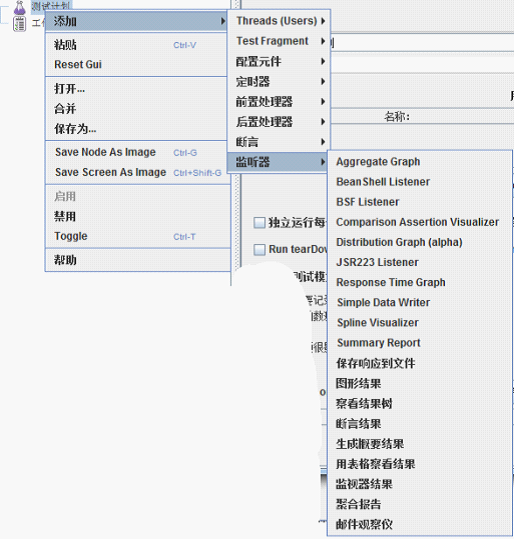 测试计划
添加
粘贴 Ctrl-V
Reset Gui
打开...
合并
保存为...
Save Node As Image Ctrl-G
Save Screen As Image Ctrl+Shift-G
启用
禁用
Toggle Ctrl-T
帮助
Threads (Users)
Test Fragment
配置元件
定时器
前置处理器
后置处理器
断言
监听器
名称:
独立运行每
Run tearDow
Aggregate Graph
BeanShell Listener
BSF Listener
Comparison Assertion Visualizer
Distribution Graph (alpha)
JSR223 Listener
Response Time Graph
Simple Data Writer
Spline Visualizer
Summary Report
保存响应到文件
图形结果
察看结果树
断言结果
生成概要结果
用表格察看结果
监视器结果
聚合报告
邮件观察仪